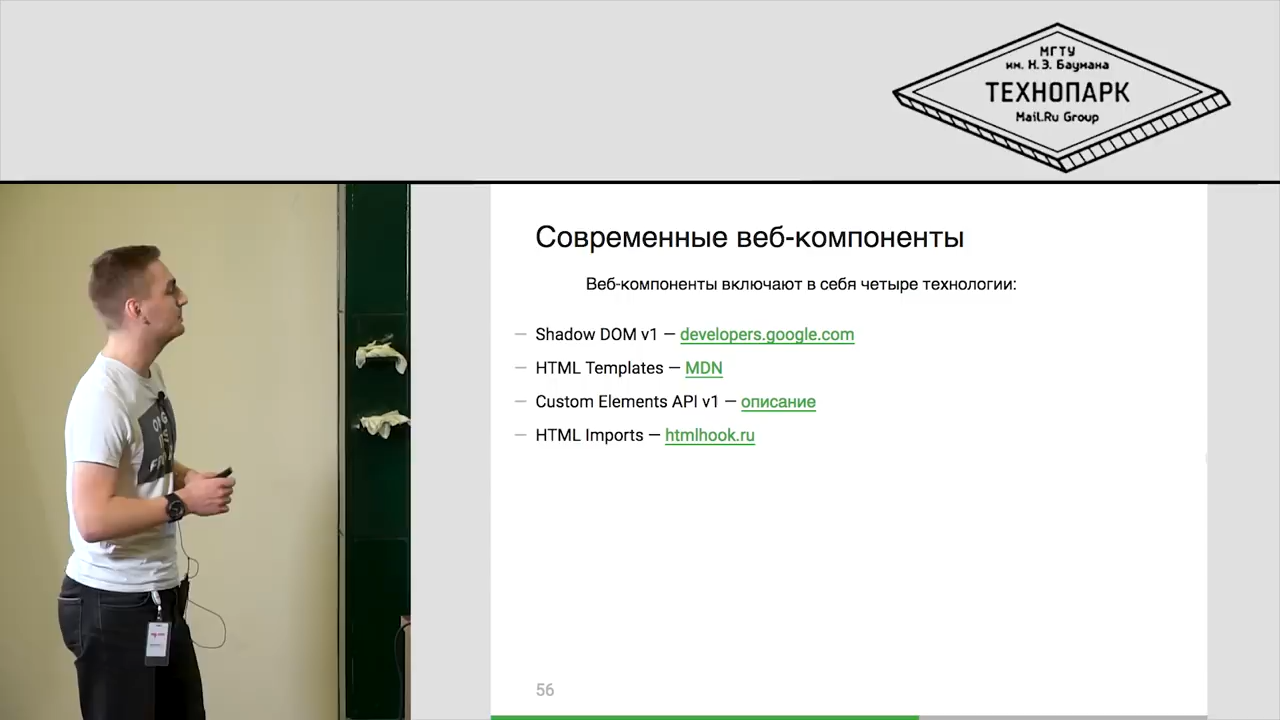 МГТУ
им. Н.Э. Баумана
ТЕХНОПАРК
Mail.Ru Group
Современные веб-компоненты
Веб-компоненты включают в себя четыре технологии:
— Shadow DOM v1 — developers.google.com
— HTML Templates — MDN
— Custom Elements API v1 — описание
— HTML Imports — htmlhook.ru
56